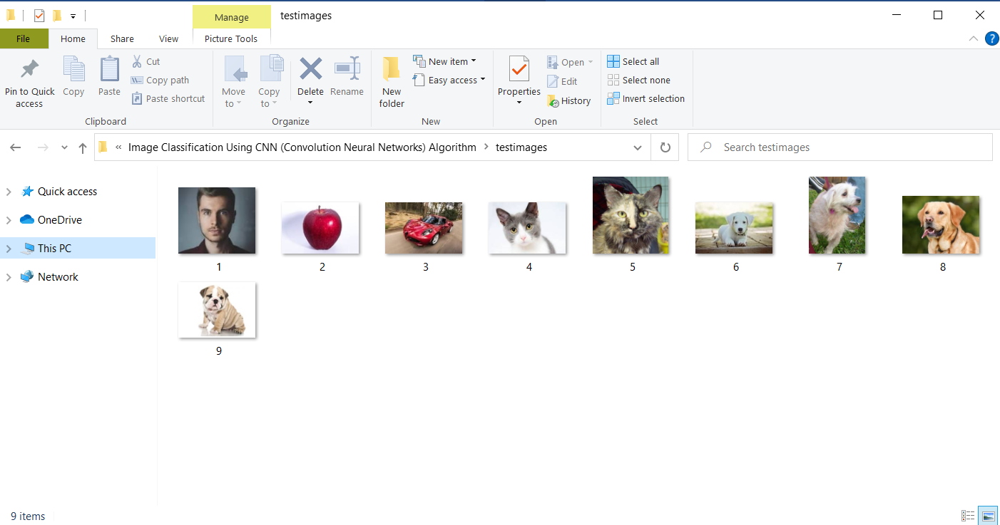 Manage
testimages
File
Home
Share
View
Picture Tools
?
Pin to Quick access
Copy
Paste
Cut
Copy path
Paste shortcut
Clipboard
Move to
Copy to
Delete
Rename
Organize
New folder
New item
Easy access
New
Properties
Open
Edit
History
Open
Select all
Select none
Invert selection
Select
« Image Classification Using CNN (Convolution Neural Networks) Algorithm > testimages
Search testimages
Quick access
OneDrive
This PC
Network
1
2
3
4
5
6
7
8
9
9 items